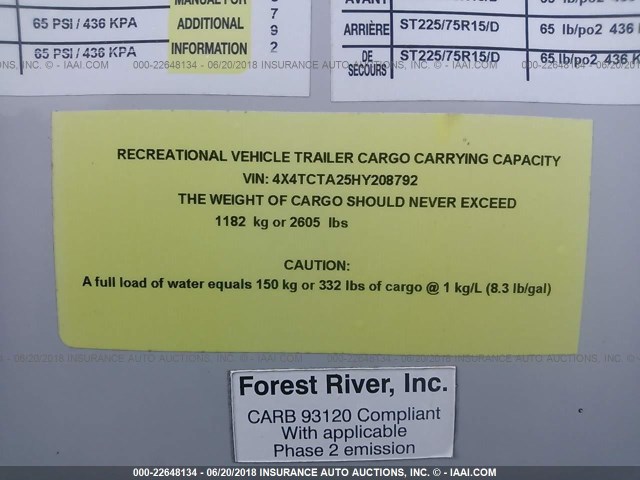 MANUAL FOR
65 PSI / 436 KPA ADDITIONAL 7
9
65 PSI / 436 KPA INFORMATION 2
AVANT
ARRIÈRE ST225/75R15/D 65 lb/po2 436
DE SECOURS ST225/75R15/D 65 lb/po2 436 K
000-22648134 - 06/20/2018 INSURANCE AUTO AUCTIONS, INC. © - IAAI.COM
RECREATIONAL VEHICLE TRAILER CARGO CARRYING CAPACITY
VIN: 4X4TCTA25HY208792
THE WEIGHT OF CARGO SHOULD NEVER EXCEED
1182 kg or 2605 lbs
CAUTION:
A full load of water equals 150 kg or 332 lbs of cargo @ 1 kg/L (8.3 lb/gal)
Forest River, Inc.
CARB 93120 Compliant
With applicable
Phase 2 emission
000-22648134 - 06/20/2018 INSURANCE AUTO AUCTIONS, INC. © - IAAI.COM